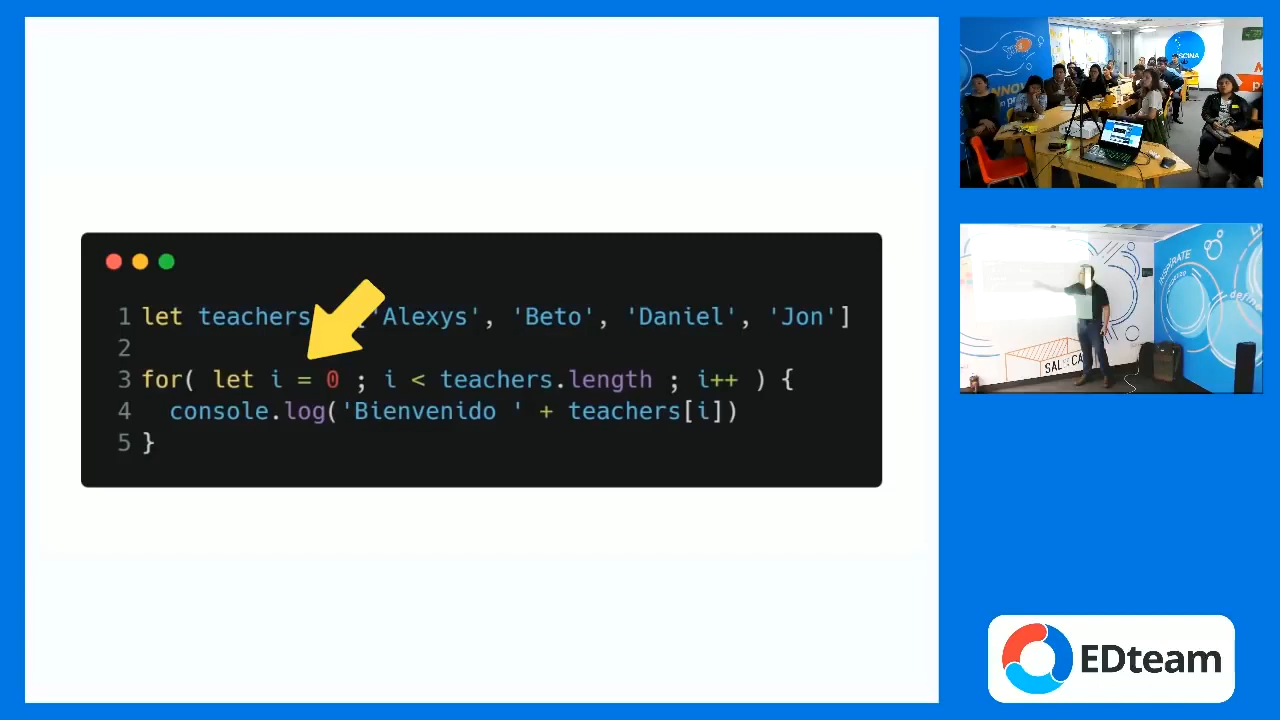 1 let teachers 'Alexys', 'Beto', 'Daniel', 'Jon']
2
3 for( let i = 0 ; i < teachers.length ; i++ ) {
4 console.log('Bienvenido ' + teachers[i])
5 }
INSPÍRATE
EDteam